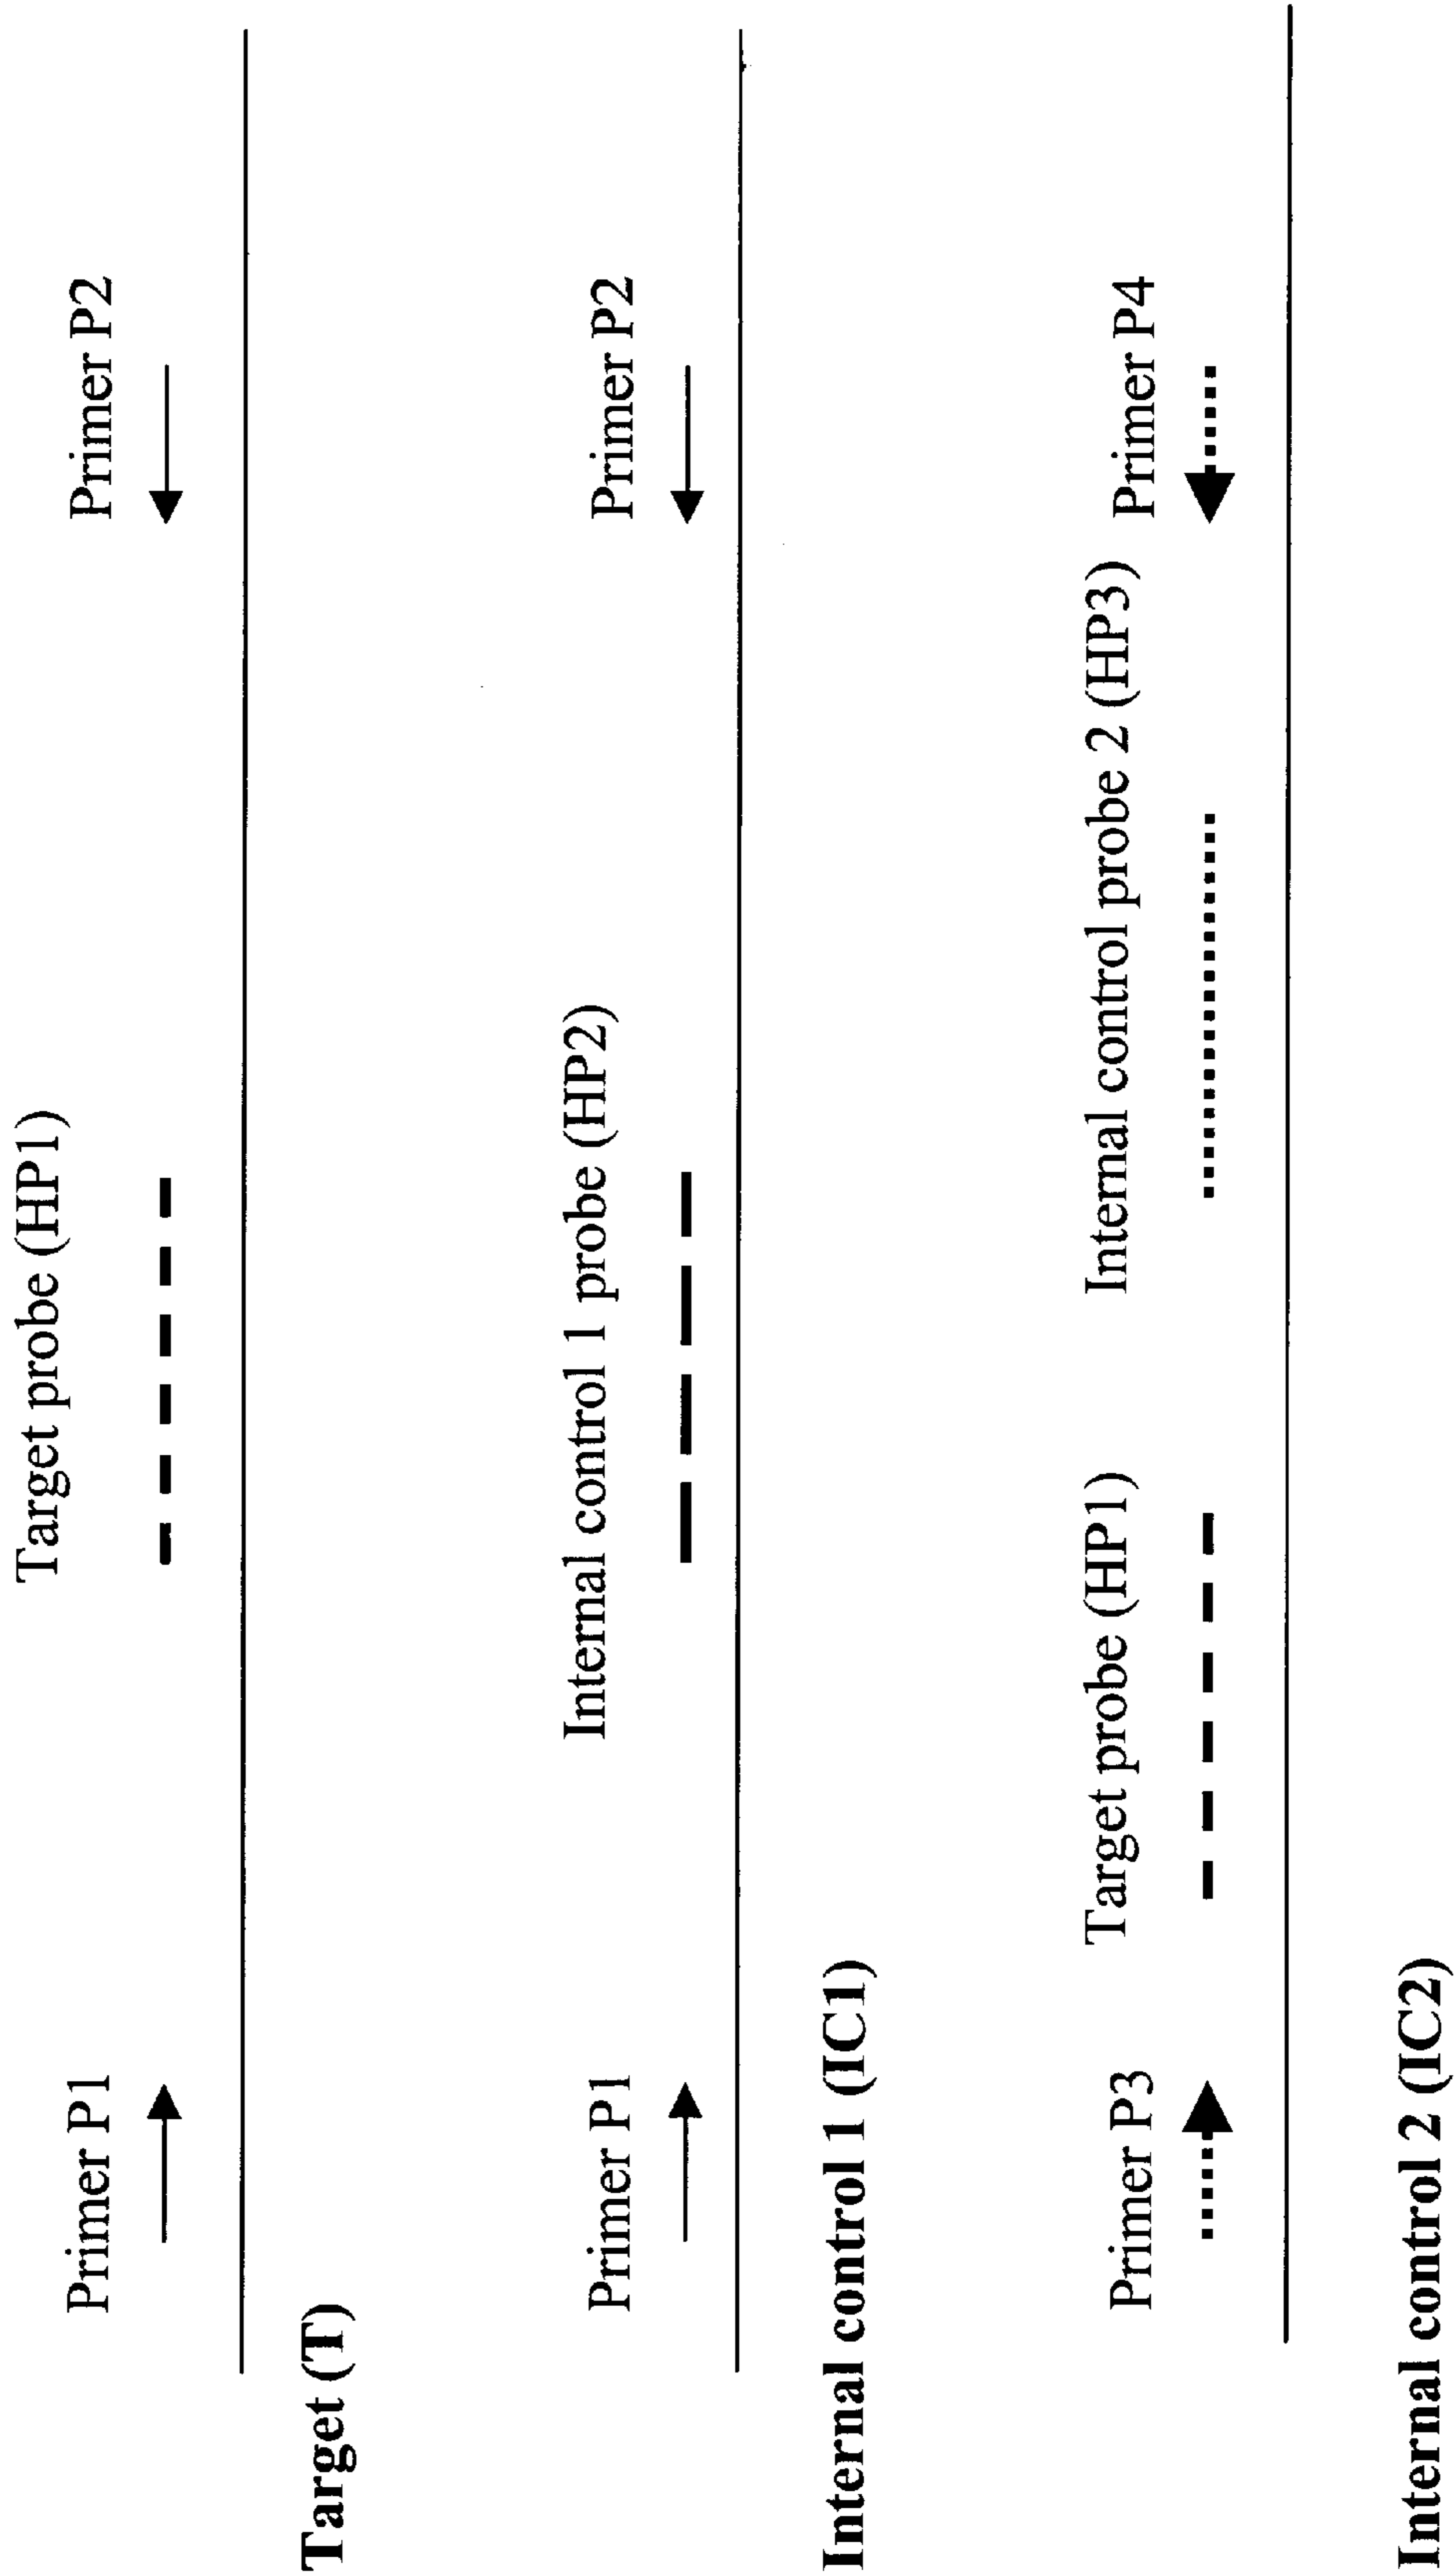 Target probe (HP1)
Primer P1
Primer P2
Target (T)
Internal control 1 probe (HP2)
Primer P1
Primer P2
Internal control 1 (IC1)
Target probe (HP1)
Internal control probe 2 (HP3)
Primer P3
Primer P4
Internal control 2 (IC2)